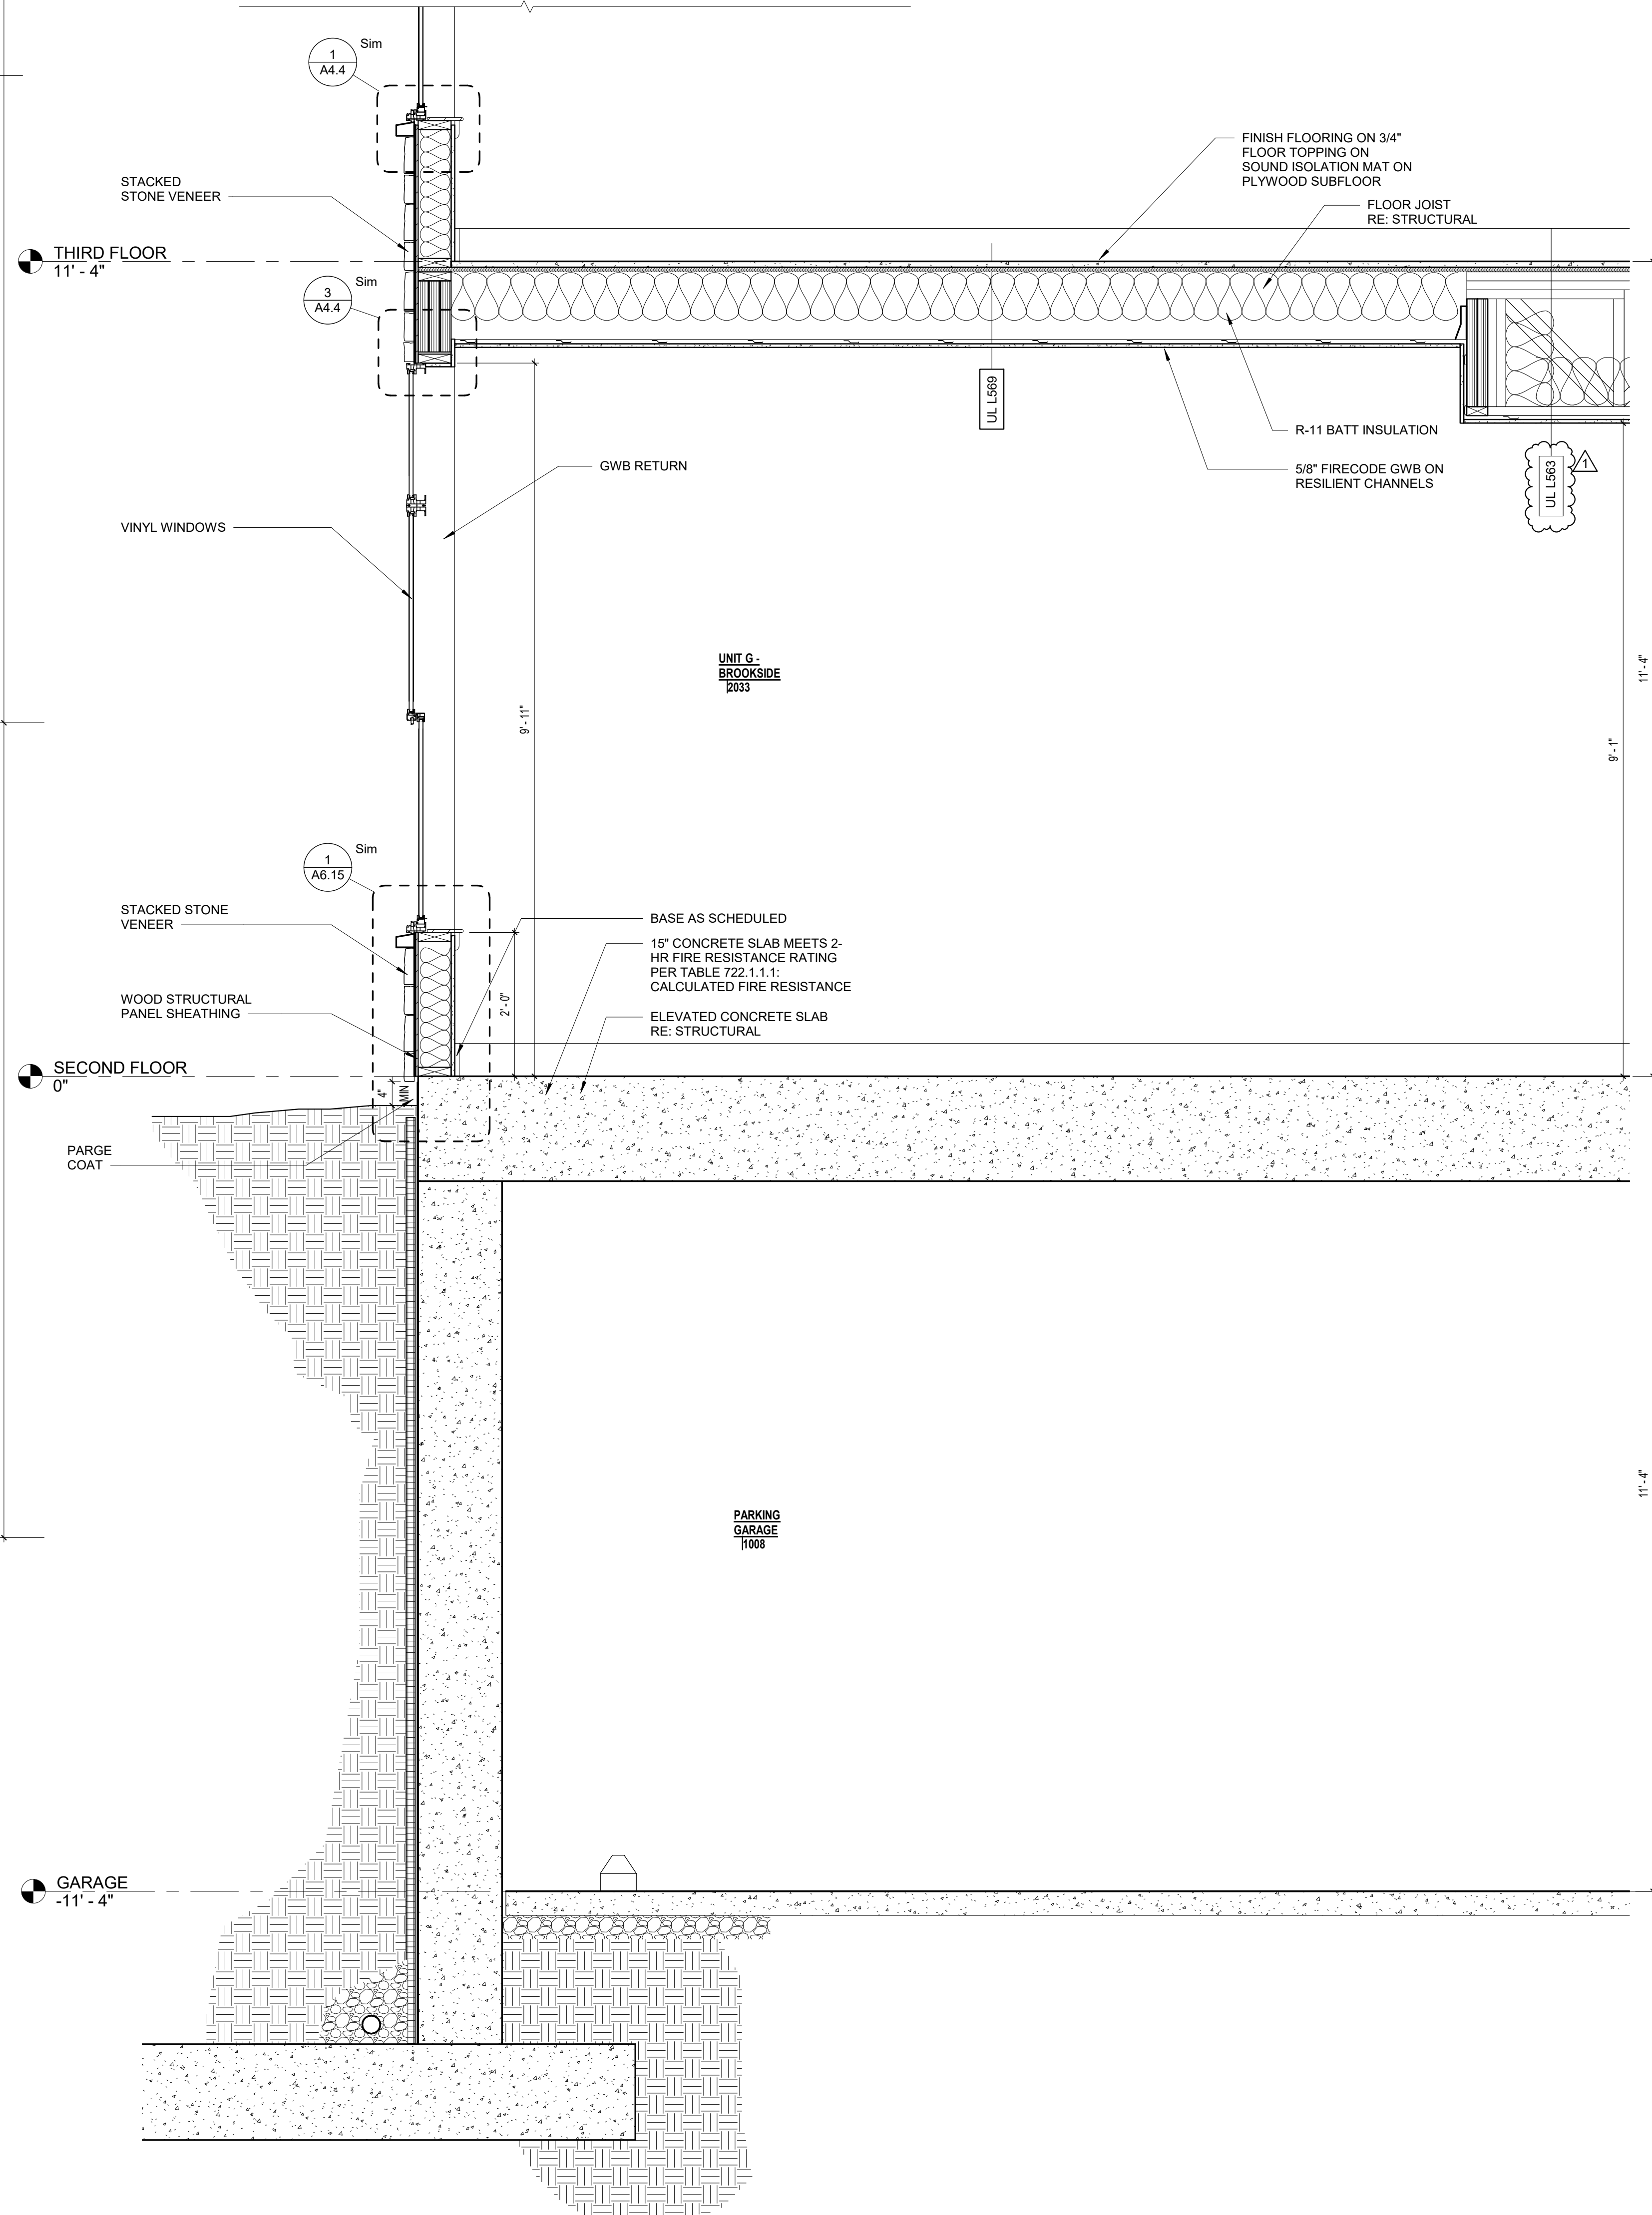 1
A4.4
Sim
STACKED
STONE VENEER
FINISH FLOORING ON 3/4"
FLOOR TOPPING ON
SOUND ISOLATION MAT ON
PLYWOOD SUBFLOOR
FLOOR JOIST
RE: STRUCTURAL
THIRD FLOOR
11' - 4"
3
A4.4
Sim
UL L569
R-11 BATT INSULATION
5/8" FIRECODE GWB ON
RESILIENT CHANNELS
UL L563
1
GWB RETURN
VINYL WINDOWS
UNIT G -
BROOKSIDE
2033
9' - 11"
11' - 4"
9' - 1"
1
A6.15
Sim
STACKED STONE
VENEER
BASE AS SCHEDULED
15" CONCRETE SLAB MEETS 2-
HR FIRE RESISTANCE RATING
PER TABLE 722.1.1.1:
CALCULATED FIRE RESISTANCE
WOOD STRUCTURAL
PANEL SHEATHING
2' - 0"
ELEVATED CONCRETE SLAB
RE: STRUCTURAL
SECOND FLOOR
0"
4"
MIN
PARGE
COAT
PARKING
GARAGE
1008
11' - 4"
GARAGE
-11' - 4"